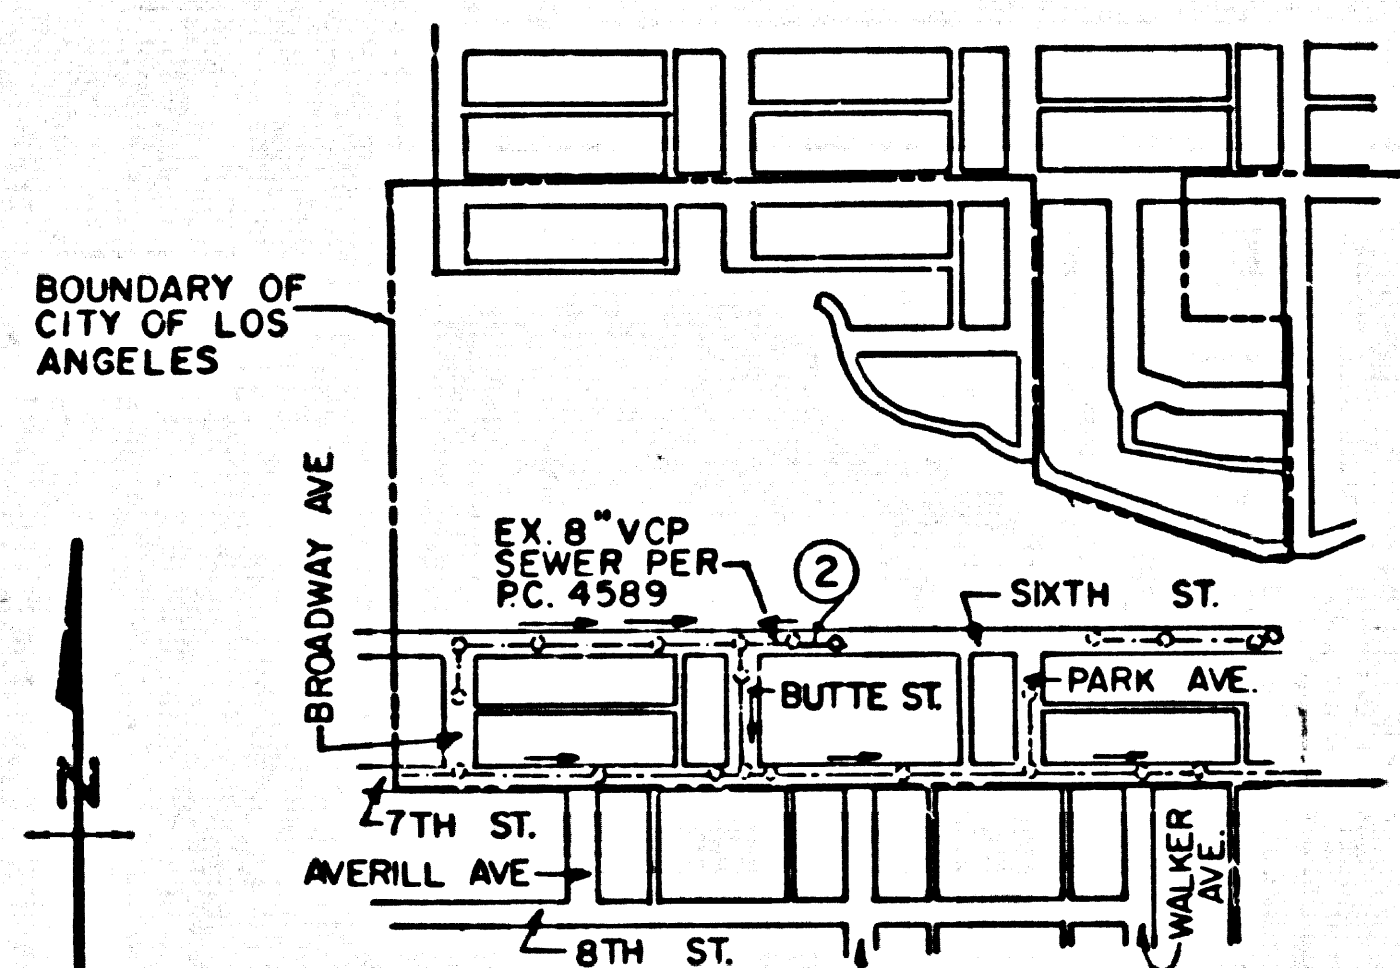 BOUNDARY OF
CITY OF LOS
ANGELES
BROADWAY AVE
EX. 8" VCP
SEWER PER
P.C. 4589
2
SIXTH ST.
PARK AVE.
BUTTE ST.
N
7TH ST.
AVERILL AVE
WALKER
AVE.
8TH ST.